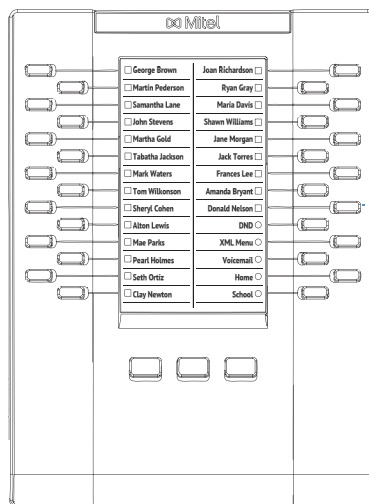 Mitel
George Brown
Martin Pederson
Samantha Lane
John Stevens
Martha Gold
Tabatha Jackson
Mark Waters
Tom Wilkonson
Sheryl Cohen
Alton Lewis
Mae Parks
Pearl Holmes
Seth Ortiz
Clay Newton
Joan Richardson
Ryan Gray
Maria Davis
Shawn Williams
Jane Morgan
Jack Torres
Frances Lee
Amanda Bryant
Donald Nelson
DND
XML Menu
Voicemail
Home
School